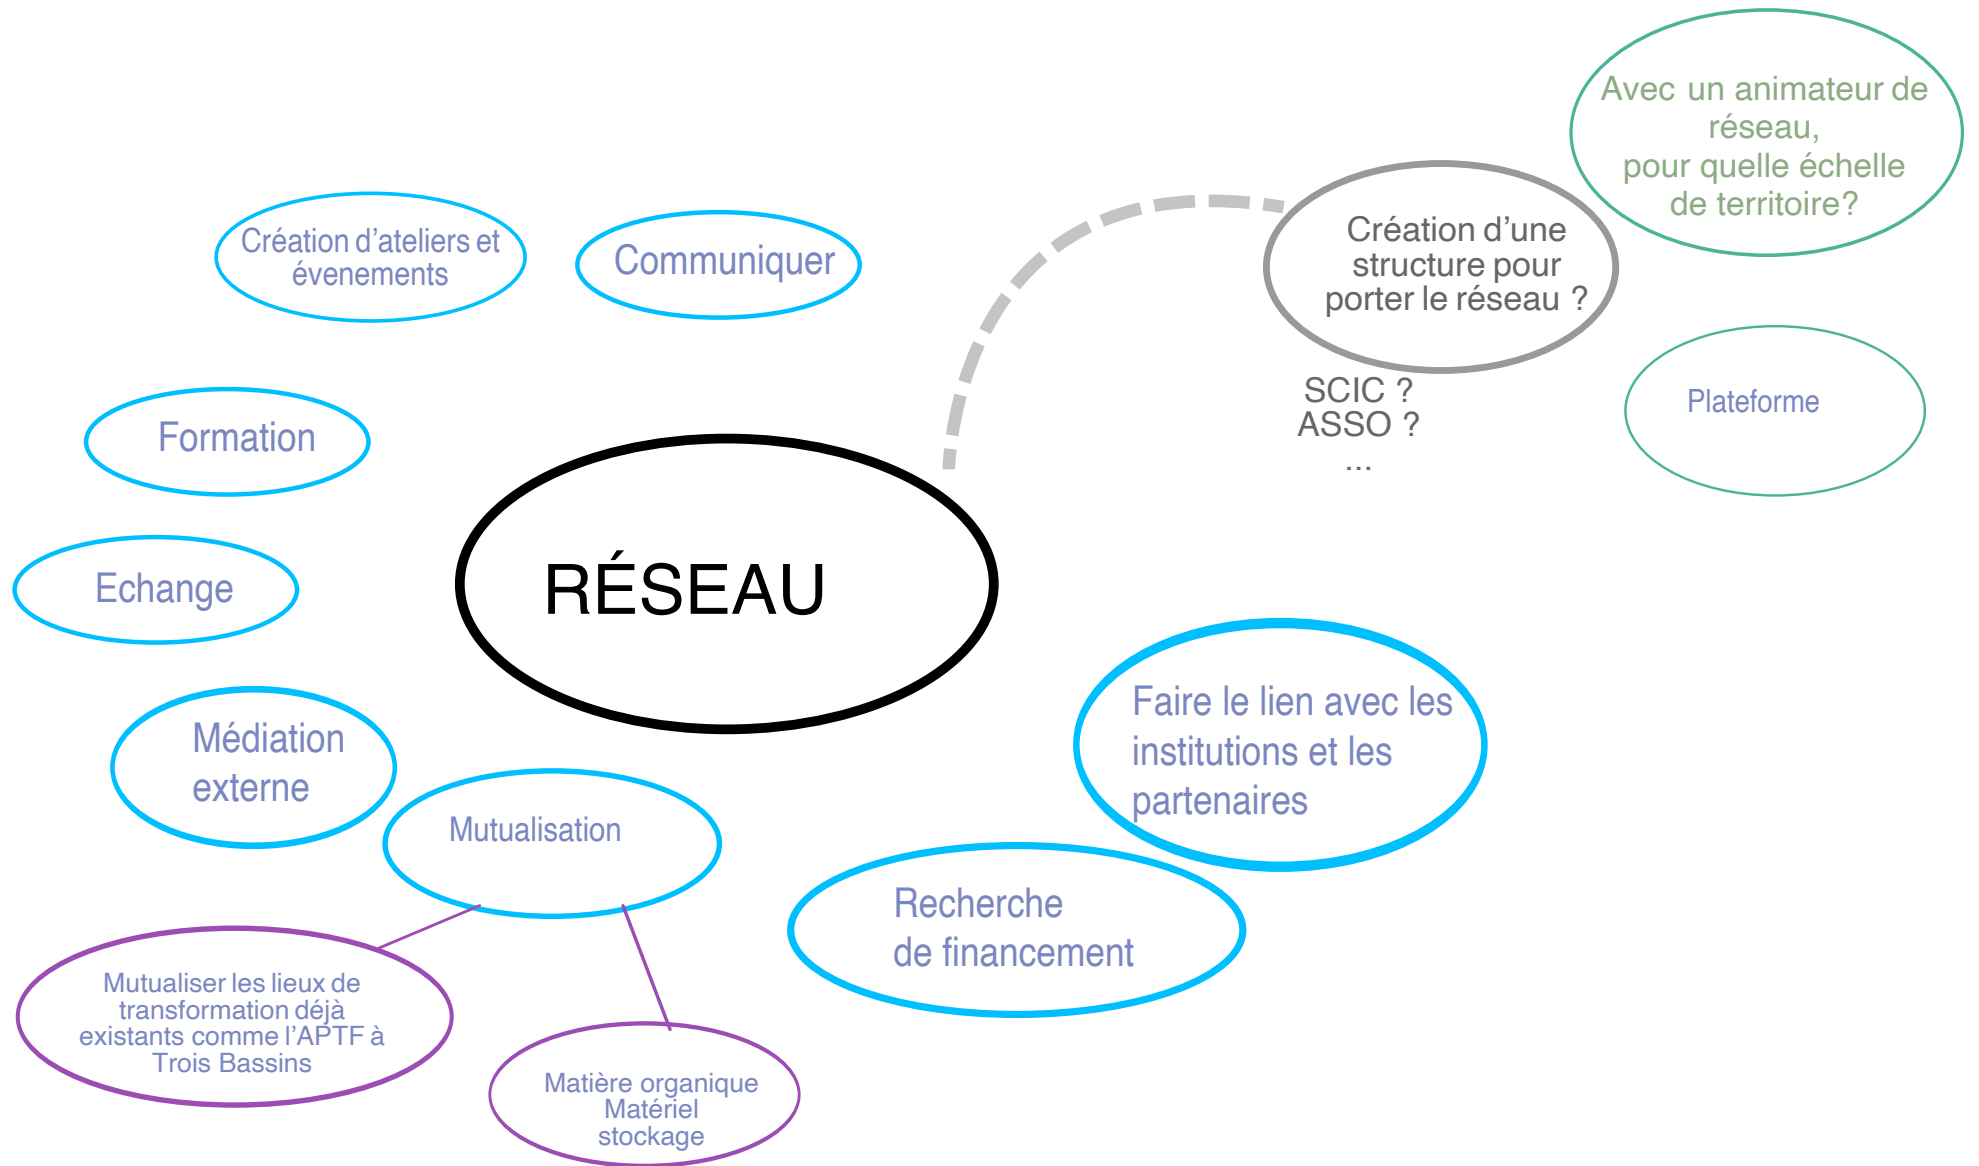 Avec un animateur de
réseau,
pour quelle échelle
de territoire?
Création d'une
structure pour
porter le réseau ?
SCIC ?
ASSO ?
...
Plateforme
Création d'ateliers et
évenements
Communiquer
Formation
Echange
RÉSEAU
Médiation
externe
Mutualisation
Faire le lien avec les
institutions et les
partenaires
Recherche
de financement
Mutualiser les lieux de
transformation déjà
existants comme l'APTF à
Trois Bassins
Matière organique
Matériel
stockage